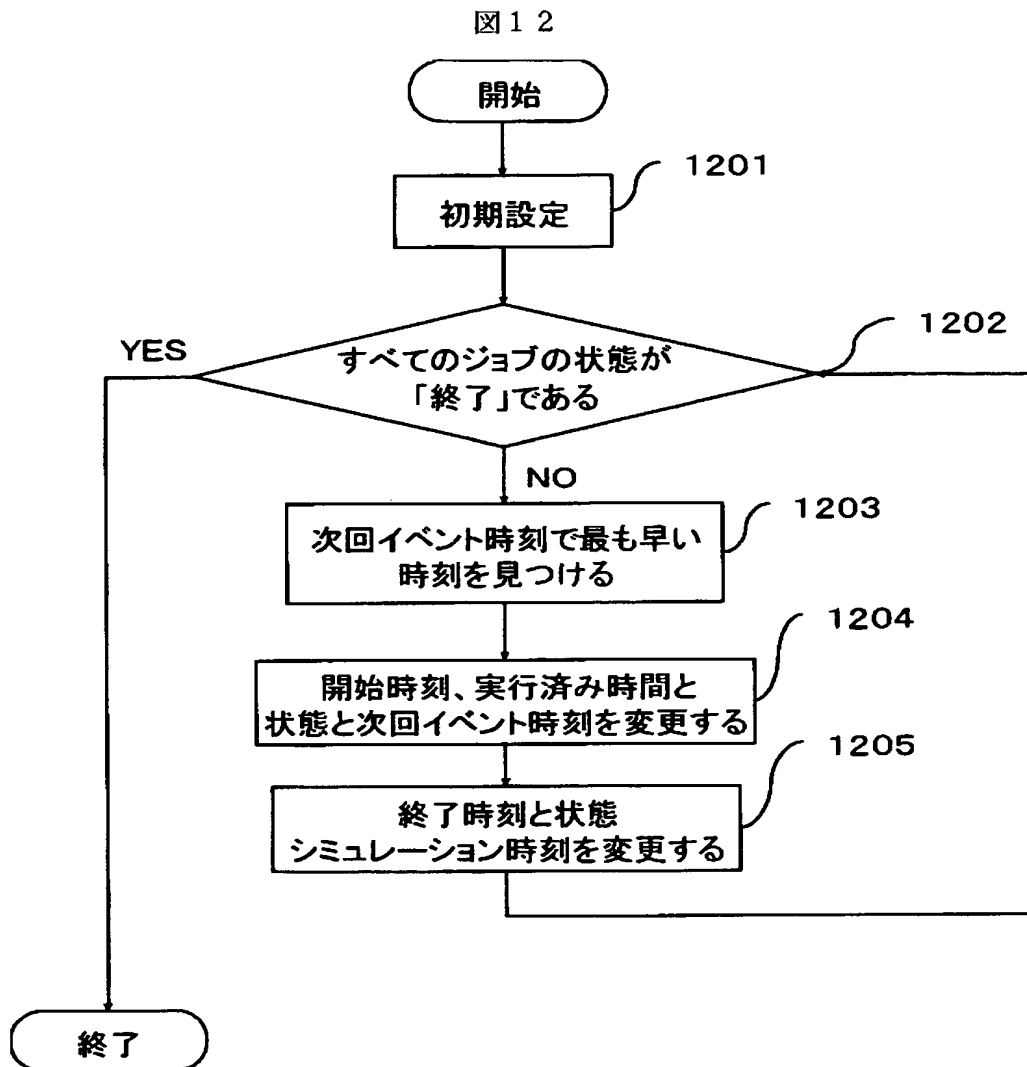 図12
開始
1201
初期設定
1202
YES
すべてのジョブの状態が
「終了」である
NO
1203
次回イベント時刻で最も早い
時刻を見つける
1204
開始時刻、実行済み時間と
状態と次回イベント時刻を変更する
1205
終了時刻と状態
シミュレーション時刻を変更する
終了